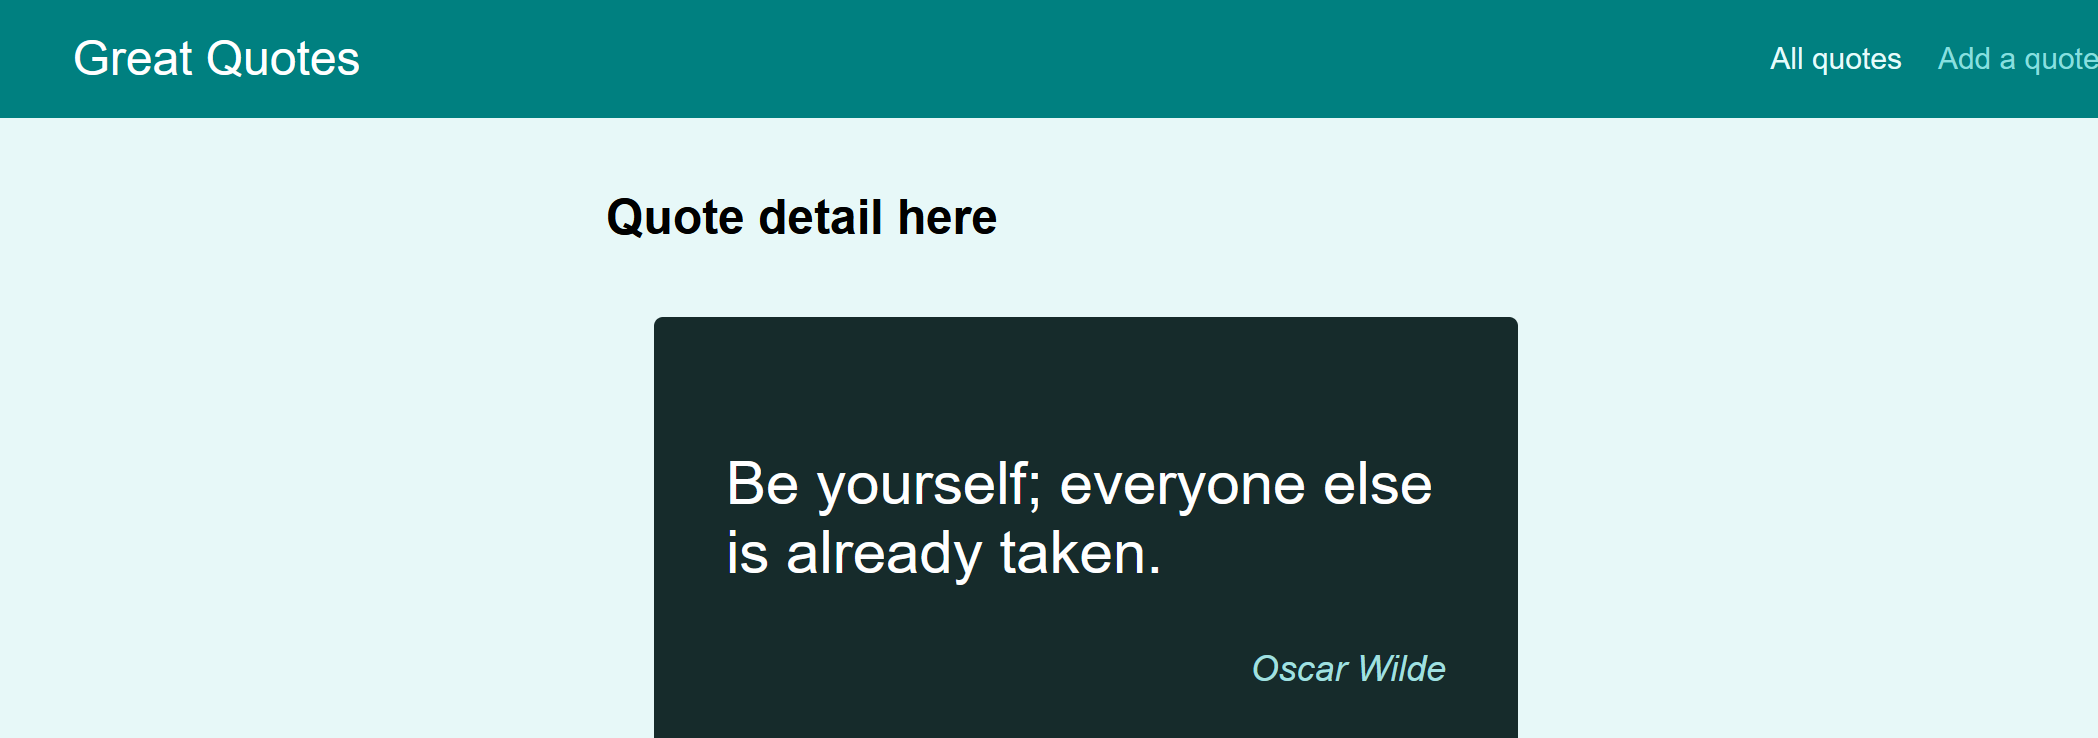 Great Quotes
All quotes
Add a quote
Quote detail here
Be yourself; everyone else
is already taken.
Oscar Wilde